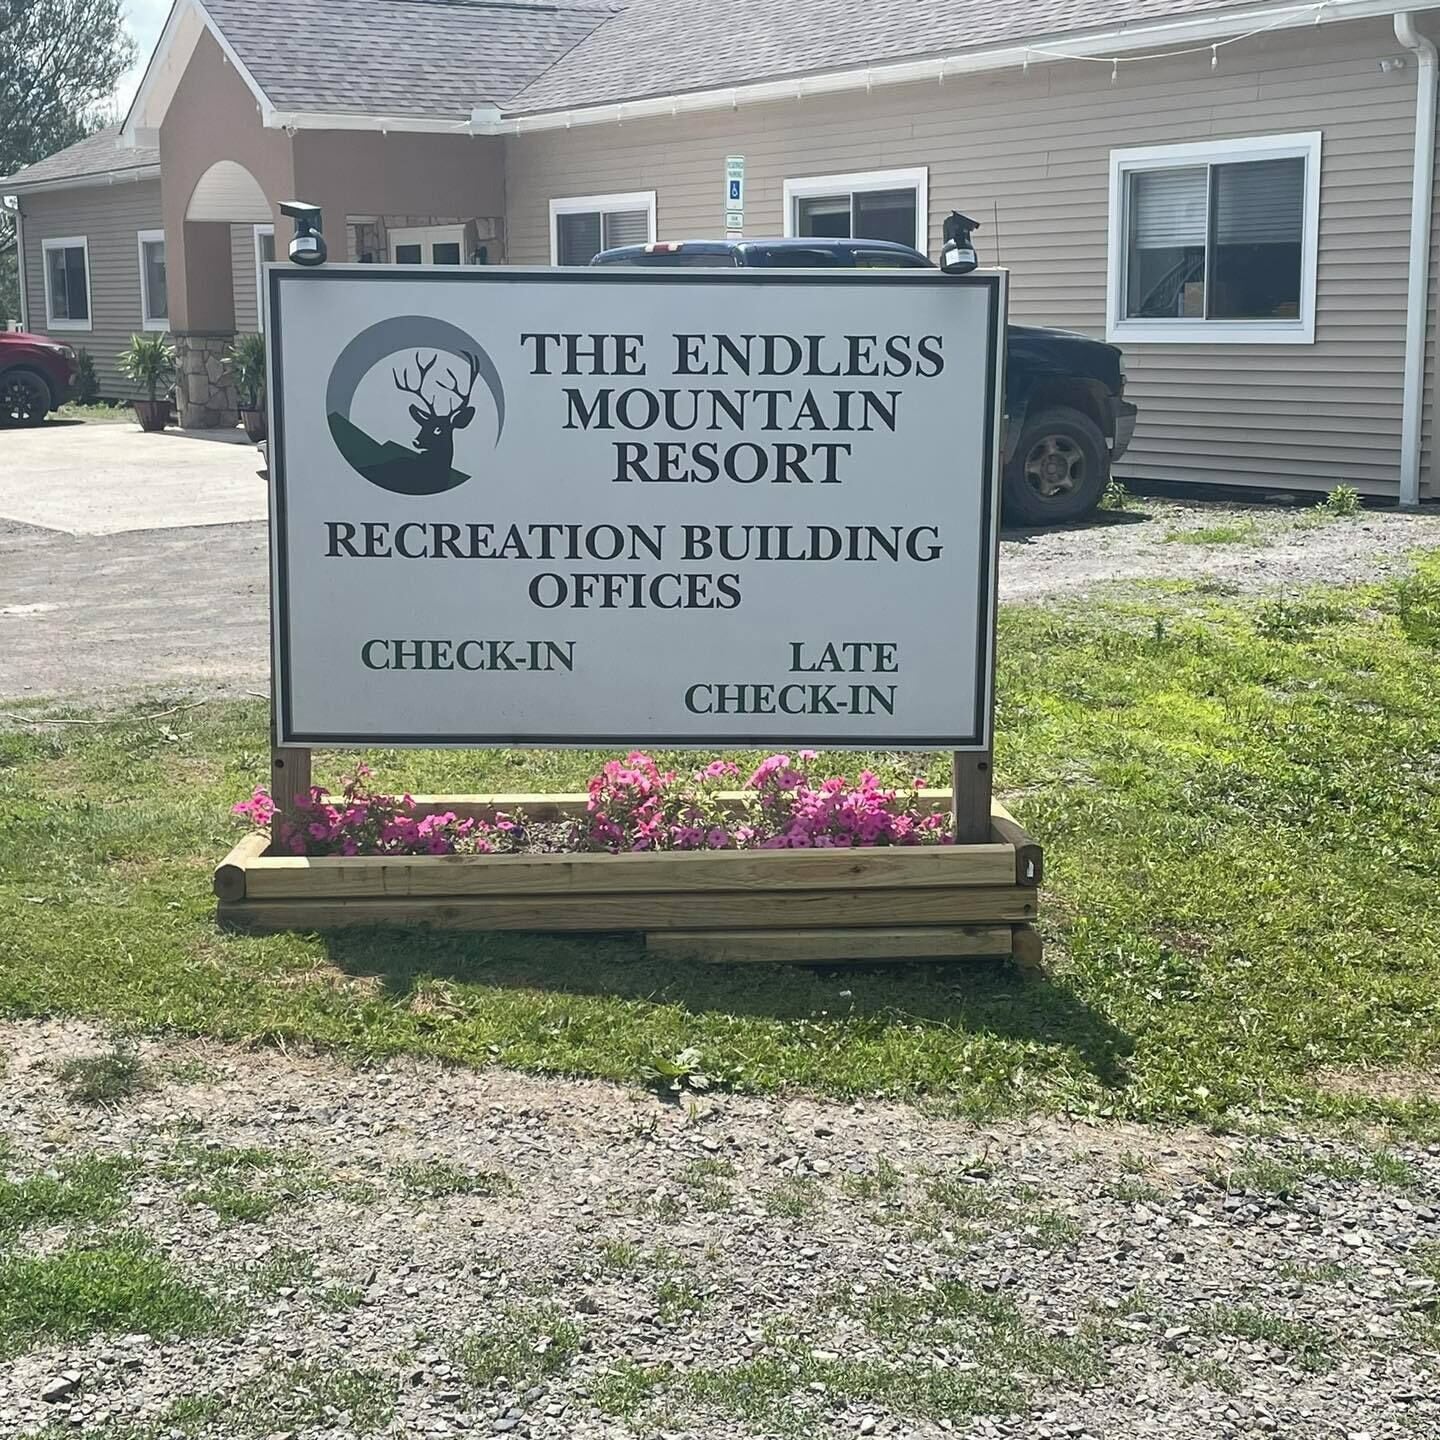 THE ENDLESS
MOUNTAIN
RESORT
RECREATION BUILDING
OFFICES
CHECK-IN
LATE
CHECK-IN